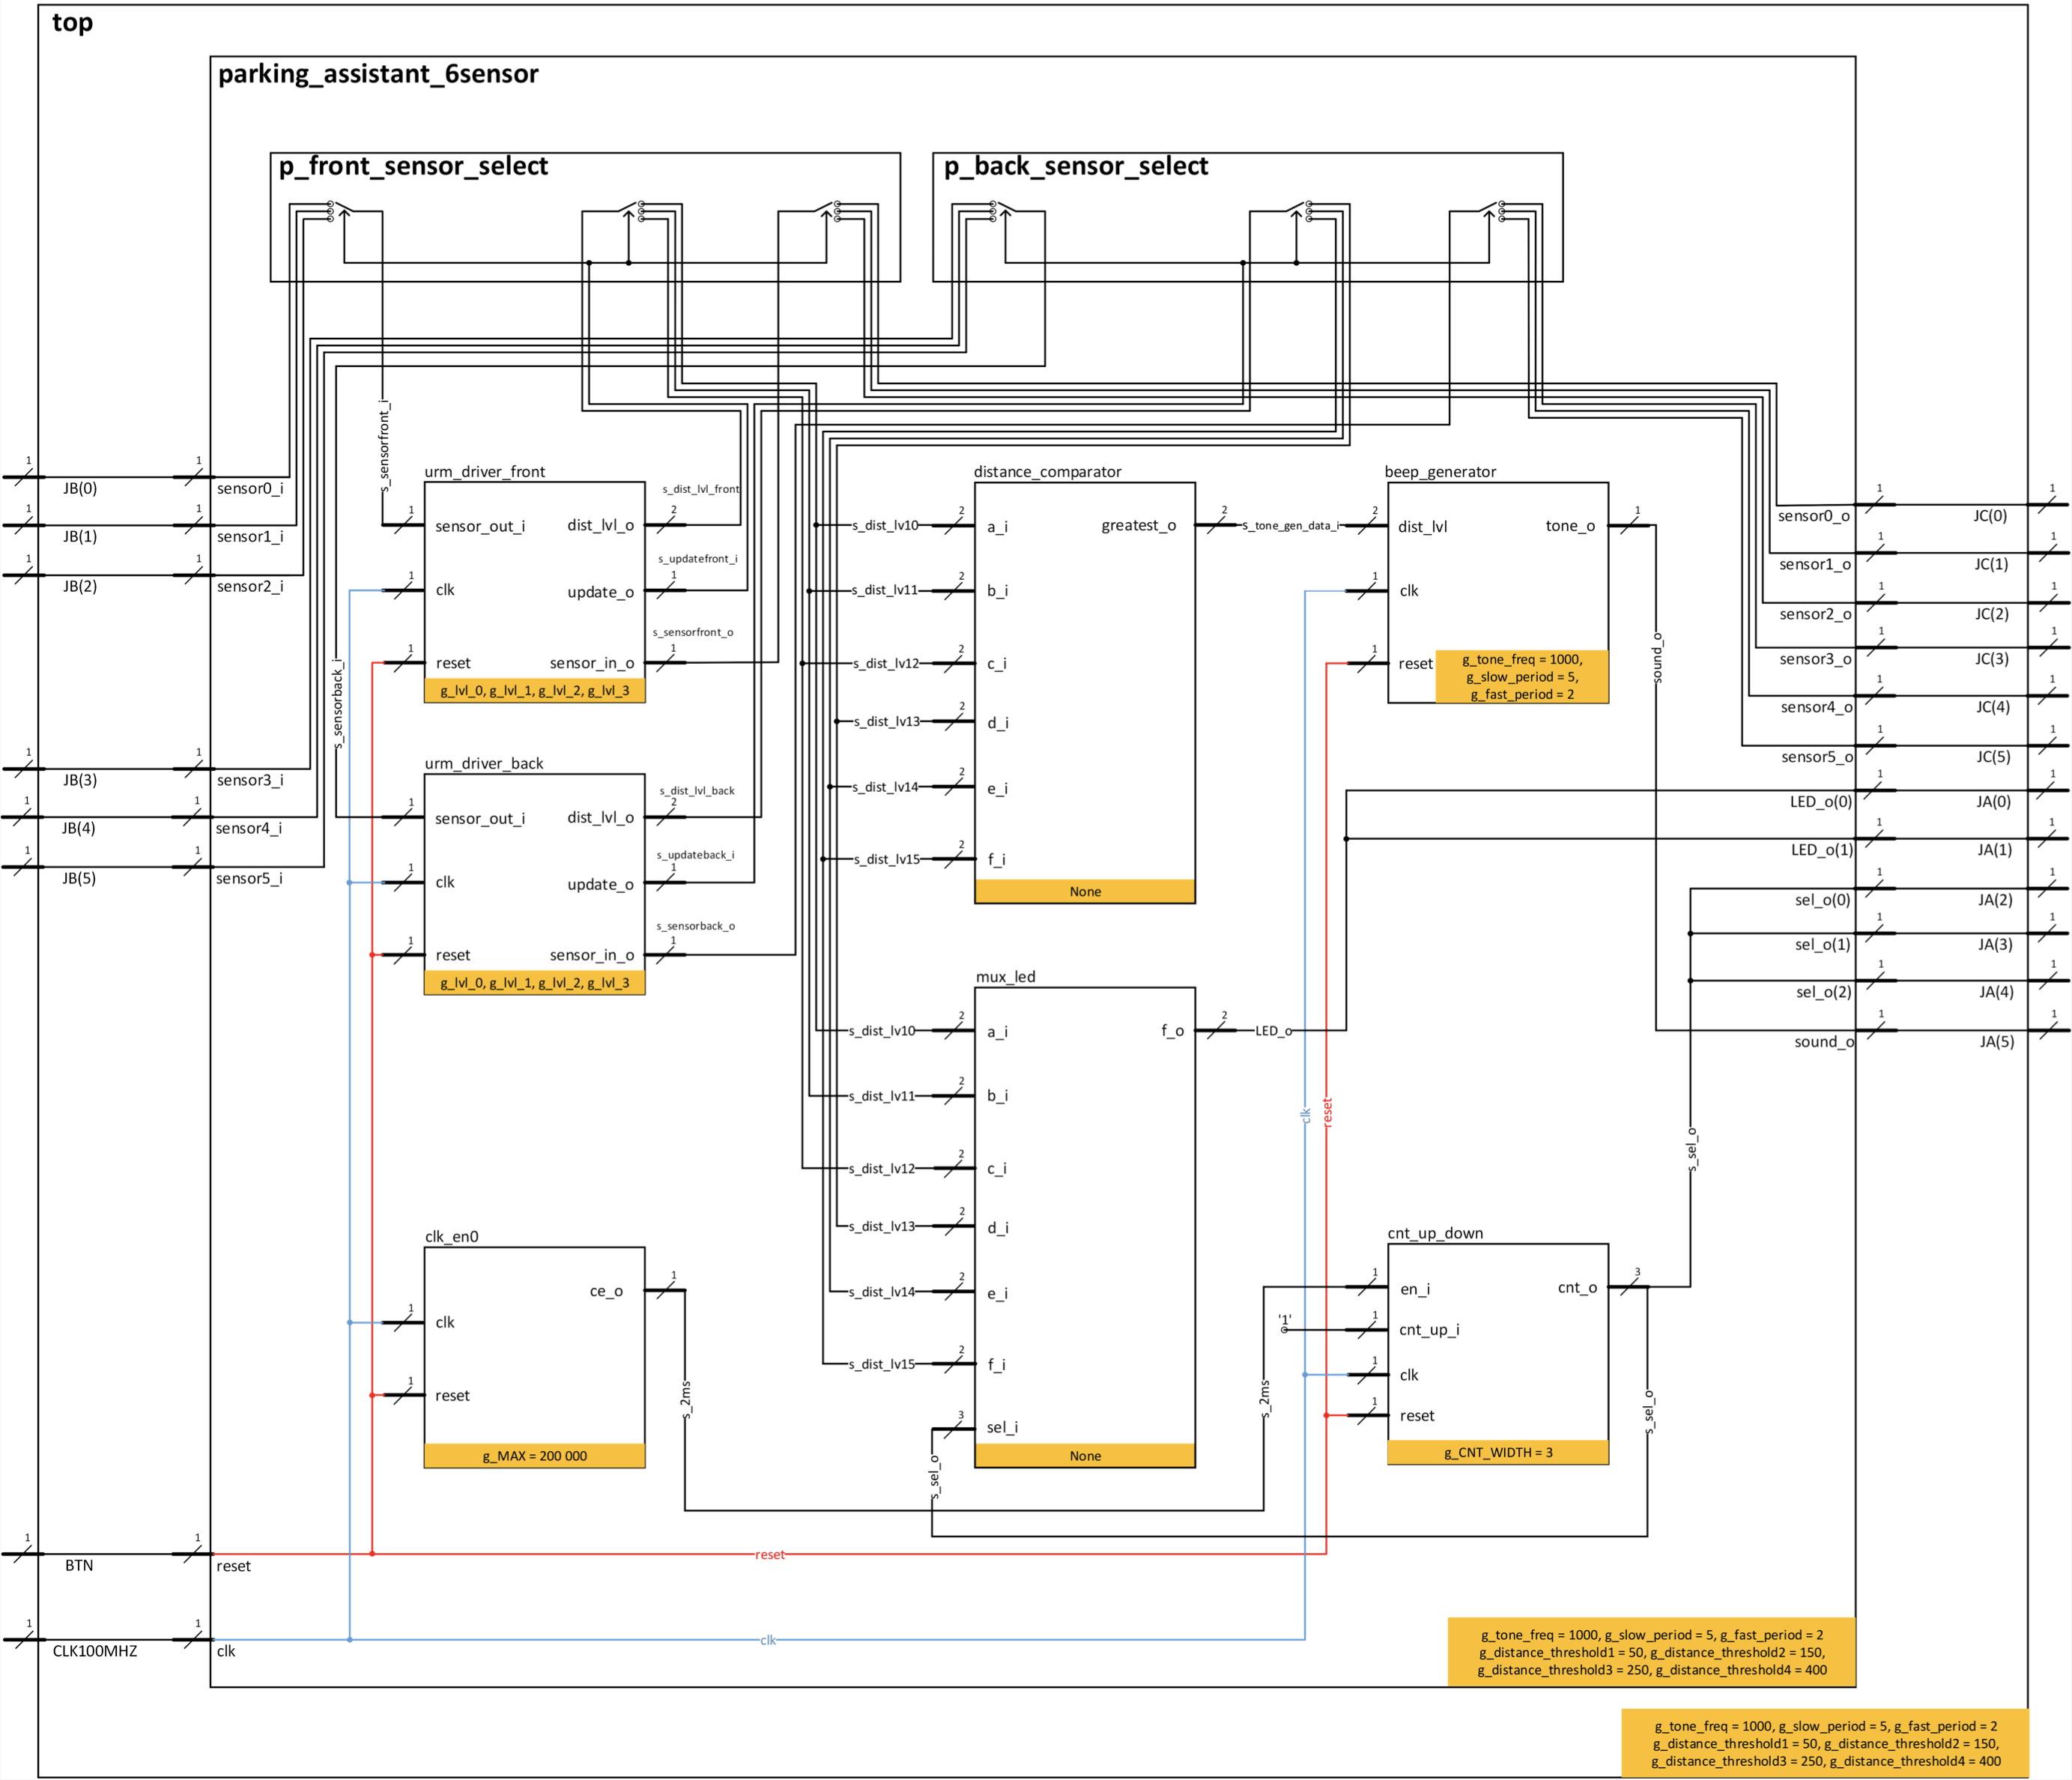 top
parking_assistant_6sensor
p_front_sensor_select
p_back_sensor_select
1
JB(0)
1
sensor0_i
1
JB(1)
1
sensor1_i
1
JB(2)
1
sensor2_i
1
JB(3)
1
sensor3_i
1
JB(4)
1
sensor4_i
1
JB(5)
1
sensor5_i
1
BTN
1
reset
1
CLK100MHZ
1
clk
s_sensorfront_i
s_sensorback_i
urm_driver_front
1
sensor_out_i
1
clk
1
reset
dist_lvl_o
update_o
sensor_in_o
g_lvl_0, g_lvl_1, g_lvl_2, g_lvl_3
s_dist_lvl_front
2
s_updatefront_i
1
s_sensorfront_o
1
urm_driver_back
1
sensor_out_i
1
clk
1
reset
dist_lvl_o
update_o
sensor_in_o
g_lvl_0, g_lvl_1, g_lvl_2, g_lvl_3
s_dist_lvl_back
2
s_updateback_i
1
s_sensorback_o
1
clk_en0
1
clk
1
reset
ce_o
1
g_MAX = 200 000
s_2ms
distance_comparator
s_dist_lv10
2
a_i
s_dist_lv11
2
b_i
s_dist_lv12
2
c_i
s_dist_lv13
2
d_i
s_dist_lv14
2
e_i
s_dist_lv15
2
f_i
greatest_o
2
None
s_tone_gen_data_i
mux_led
s_dist_lv10
2
a_i
s_dist_lv11
2
b_i
s_dist_lv12
2
c_i
s_dist_lv13
2
d_i
s_dist_lv14
2
e_i
s_dist_lv15
2
f_i
3
sel_i
s_sel_o
f_o
2
LED_o
None
beep_generator
2
dist_lvl
1
clk
1
reset
tone_o
1
g_tone_freq = 1000,
g_slow_period = 5,
g_fast_period = 2
sound_o
clk
reset
cnt_up_down
1
en_i
'1'
1
cnt_up_i
1
clk
1
reset
cnt_o
3
g_CNT_WIDTH = 3
s_2ms
s_sel_o
s_sel_o
reset
clk
1
sensor0_o
JC(0)
1
1
sensor1_o
JC(1)
1
1
sensor2_o
JC(2)
1
1
sensor3_o
JC(3)
1
1
sensor4_o
JC(4)
1
1
sensor5_o
JC(5)
1
1
LED_o(0)
JA(0)
1
1
LED_o(1)
JA(1)
1
1
sel_o(0)
JA(2)
1
1
sel_o(1)
JA(3)
1
1
sel_o(2)
JA(4)
1
1
sound_o
JA(5)
1
g_tone_freq = 1000, g_slow_period = 5, g_fast_period = 2
g_distance_threshold1 = 50, g_distance_threshold2 = 150,
g_distance_threshold3 = 250, g_distance_threshold4 = 400
g_tone_freq = 1000, g_slow_period = 5, g_fast_period = 2
g_distance_threshold1 = 50, g_distance_threshold2 = 150,
g_distance_threshold3 = 250, g_distance_threshold4 = 400